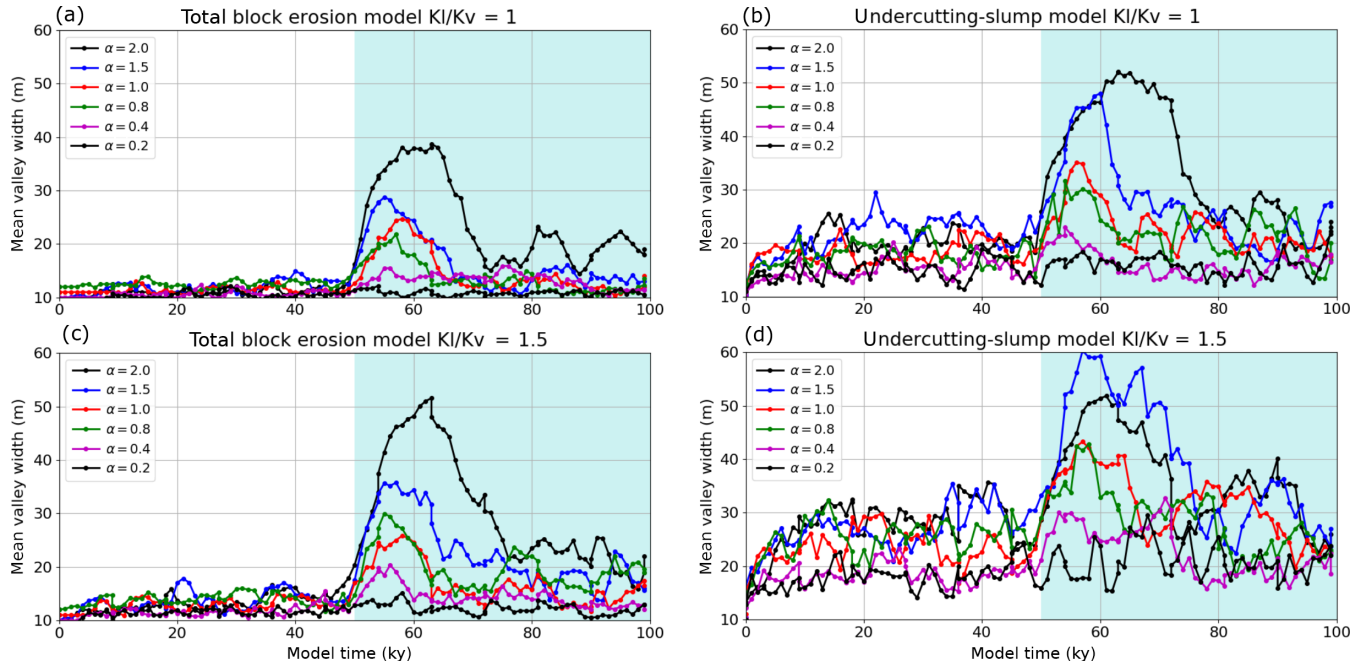 (a) Total block erosion model Kl/Kv = 1
60
50
40
30
20
10
Mean valley width (m)
α = 2.0
α = 1.5
α = 1.0
α = 0.8
α = 0.4
α = 0.2
0 20 40 60 80 100
(b) Undercutting-slump model Kl/Kv = 1
60
50
40
30
20
10
Mean valley width (m)
α = 2.0
α = 1.5
α = 1.0
α = 0.8
α = 0.4
α = 0.2
0 20 40 60 80 100
(c) Total block erosion model Kl/Kv = 1.5
60
50
40
30
20
10
Mean valley width (m)
α = 2.0
α = 1.5
α = 1.0
α = 0.8
α = 0.4
α = 0.2
0 20 40 60 80 100
Model time (ky)
(d) Undercutting-slump model Kl/Kv = 1.5
60
50
40
30
20
10
Mean valley width (m)
α = 2.0
α = 1.5
α = 1.0
α = 0.8
α = 0.4
α = 0.2
0 20 40 60 80 100
Model time (ky)